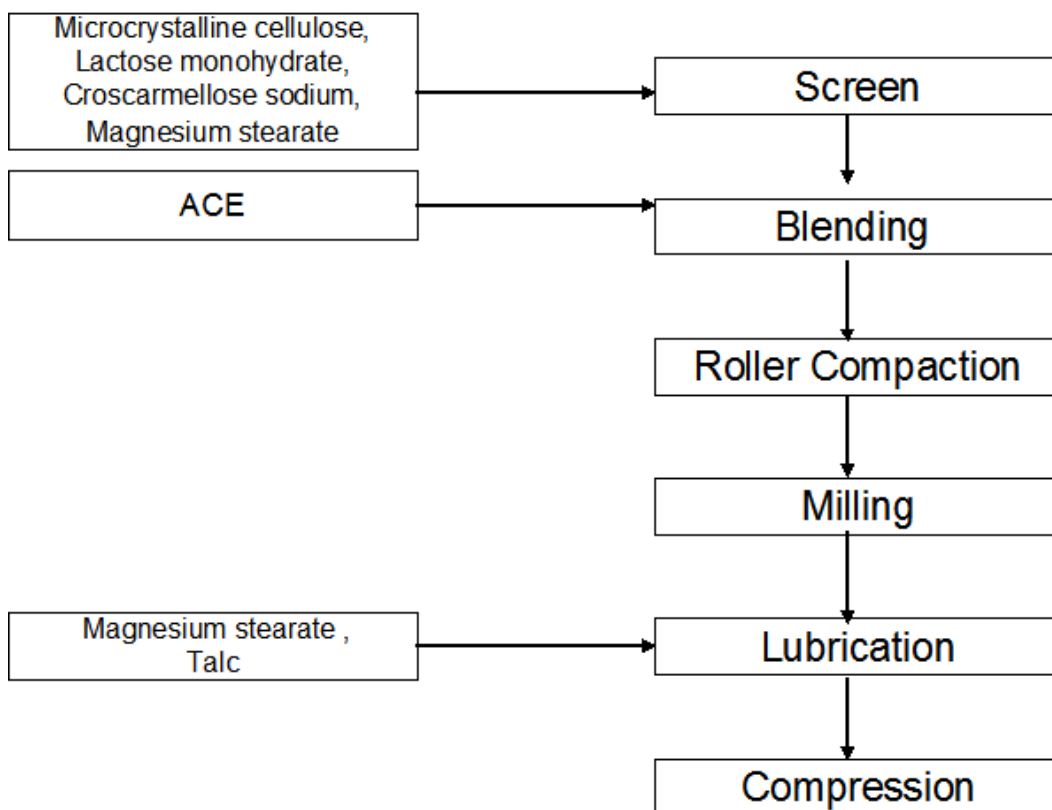 Microcrystalline cellulose,
Lactose monohydrate,
Croscarmellose sodium,
Magnesium stearate
Screen
ACE
Blending
Roller Compaction
Milling
Magnesium stearate ,
Talc
Lubrication
Compression